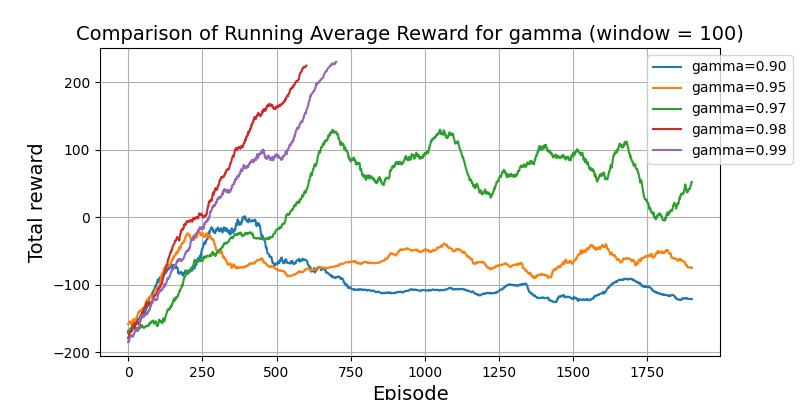 Comparison of Running Average Reward for gamma (window = 100)
Total reward
200
100
0
−100
−200
gamma=0.90
gamma=0.95
gamma=0.97
gamma=0.98
gamma=0.99
0 250 500 750 1000 1250 1500 1750
Episode